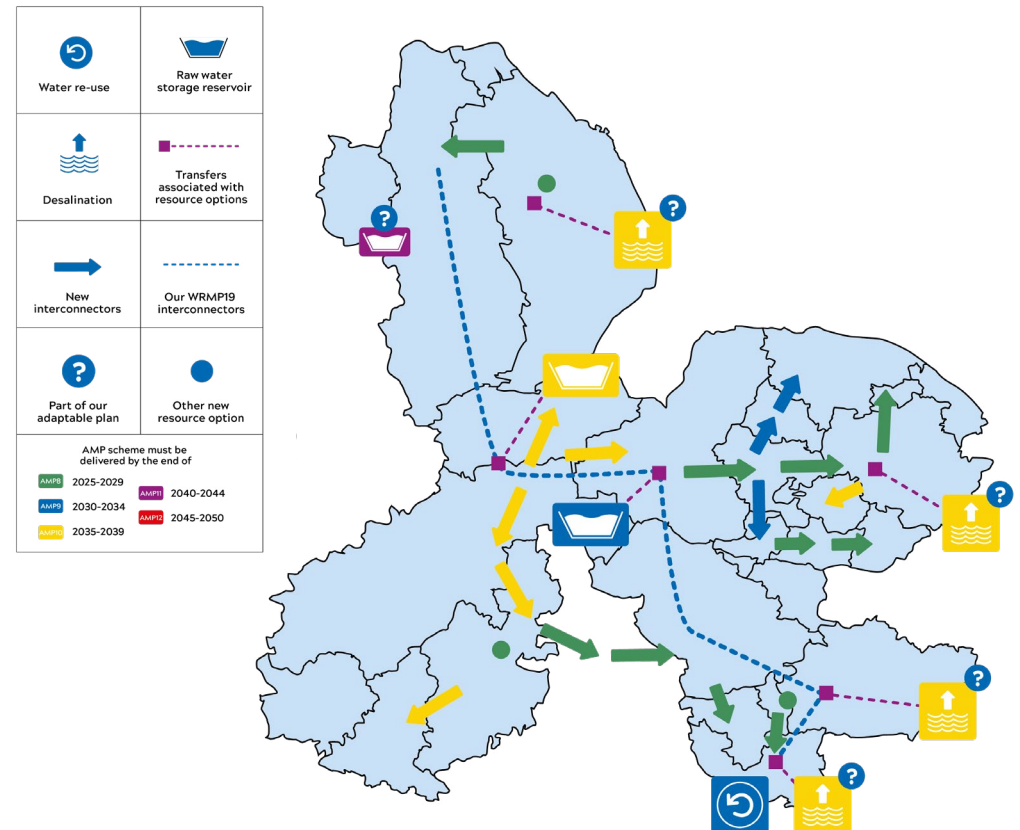 Water re-use
Raw water
storage reservoir
Desalination
Transfers
associated with
resource options
New
interconnectors
Our WRMP19
interconnectors
?
Part of our
adaptable plan
Other new
resource option
AMP scheme must be
delivered by the end of
AMP8 2025-2029
AMP9 2030-2034
AMP10 2035-2039
AMP11 2040-2044
AMP12 2045-2050
?
?
?
?
?